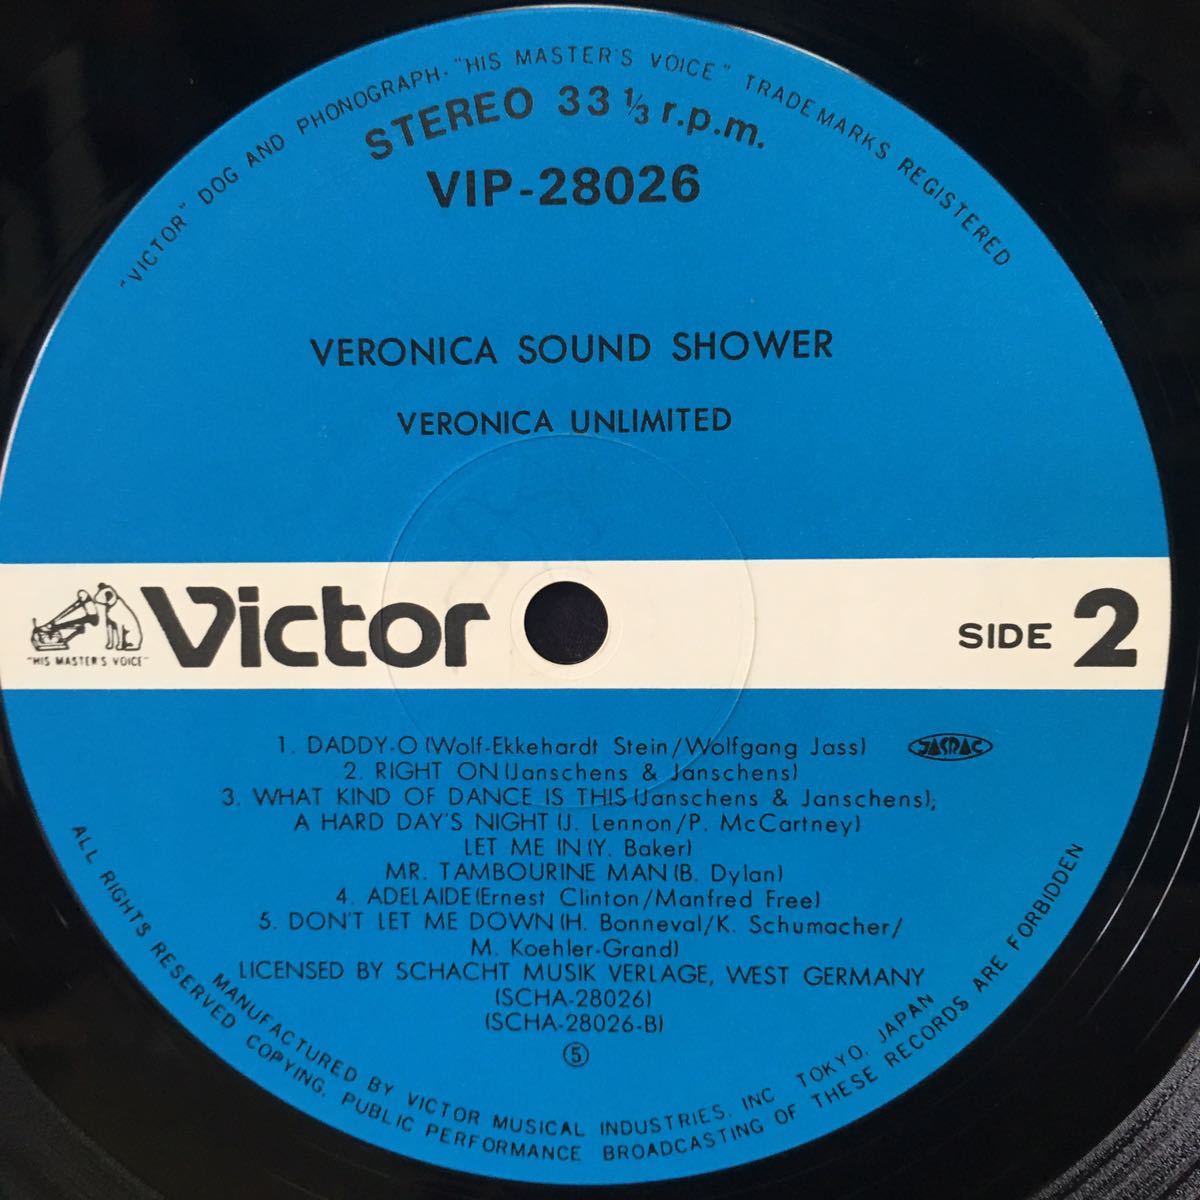 "VICTOR" DOG AND PHONOGRAPH·"HIS MASTER'S VOICE" TRADEMARKS REGISTERED
STEREO 33 ⅓ r.p.m.
VIP-28026
VERONICA SOUND SHOWER
VERONICA UNLIMITED
"HIS MASTER'S VOICE"
Victor
SIDE 2
1. DADDY-O (Wolf-Ekkehardt Stein/Wolfgang Jass)
JASRAC
2. RIGHT ON (Janschens & Janschens)
3. WHAT KIND OF DANCE IS THIS (Janschens & Janschens);
A HARD DAY'S NIGHT (J. Lennon/P. McCartney)
LET ME IN (Y. Baker)
MR. TAMBOURINE MAN (B. Dylan)
4. ADELAIDE (Ernest Clinton/Manfred Free)
5. DON'T LET ME DOWN (H. Bonneval/K. Schumacher/
M. Koehler-Grand)
LICENSED BY SCHACHT MUSIK VERLAGE, WEST GERMANY
(SCHA-28026)
(SCHA-28026-B)
⑤
MANUFACTURED BY VICTOR MUSICAL INDUSTRIES, INC TOKYO, JAPAN
ALL RIGHTS RESERVED COPYING, PUBLIC PERFORMANCE BROADCASTING OF THESE RECORDS ARE FORBIDDEN